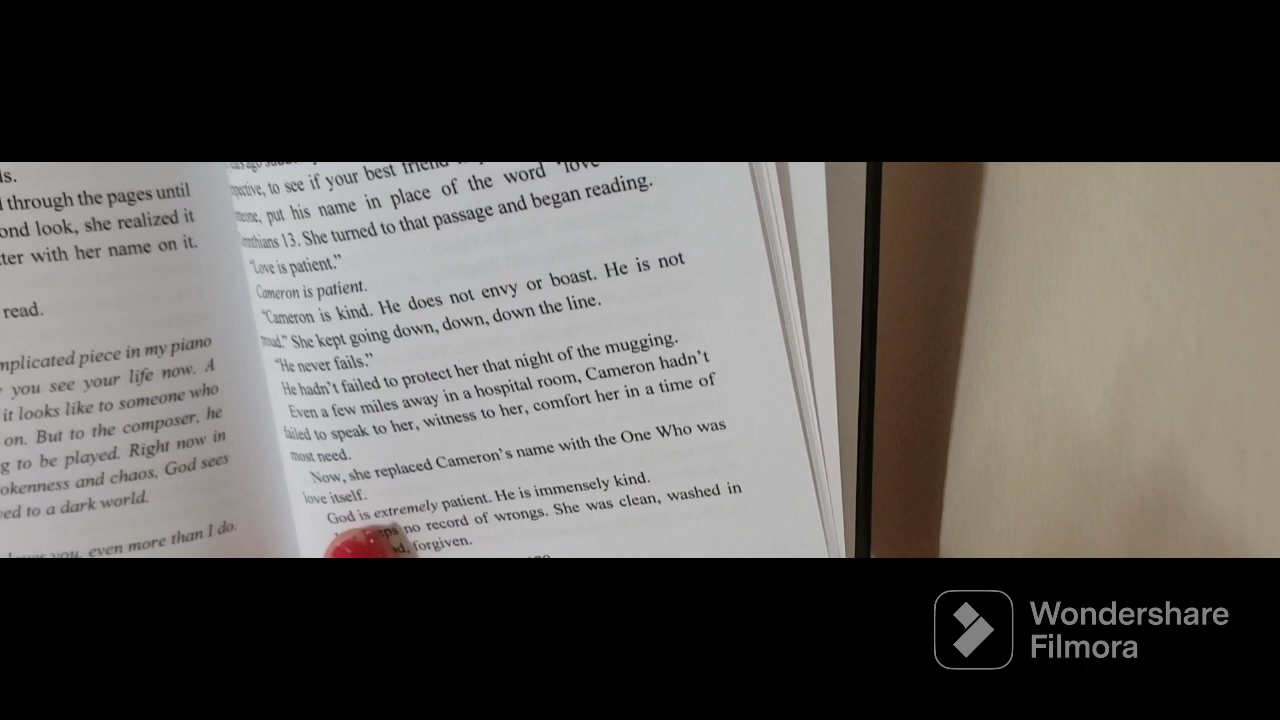 ls.
through the pages until
ond look, she realized it
tter with her name on it.
read.
mplicated piece in my piano
you see your life now. A
it looks like to someone who
on. But to the composer, he
g to be played. Right now in
okenness and chaos, God sees
ed to a dark world.
you, even more than I do.
to see if your best friend
put his name in place of the word "love
13. She turned to that passage and began reading.
"Love is patient."
Cameron is patient.
"Cameron is kind. He does not envy or boast. He is not
proud." She kept going down, down, down the line.
"He never fails."
He hadn't failed to protect her that night of the mugging.
Even a few miles away in a hospital room, Cameron hadn't
failed to speak to her, witness to her, comfort her in a time of
most need.
Now, she replaced Cameron's name with the One Who was
love itself.
God is extremely patient. He is immensely kind.
no record of wrongs. She was clean, washed in
forgiven.
Wondershare
Filmora